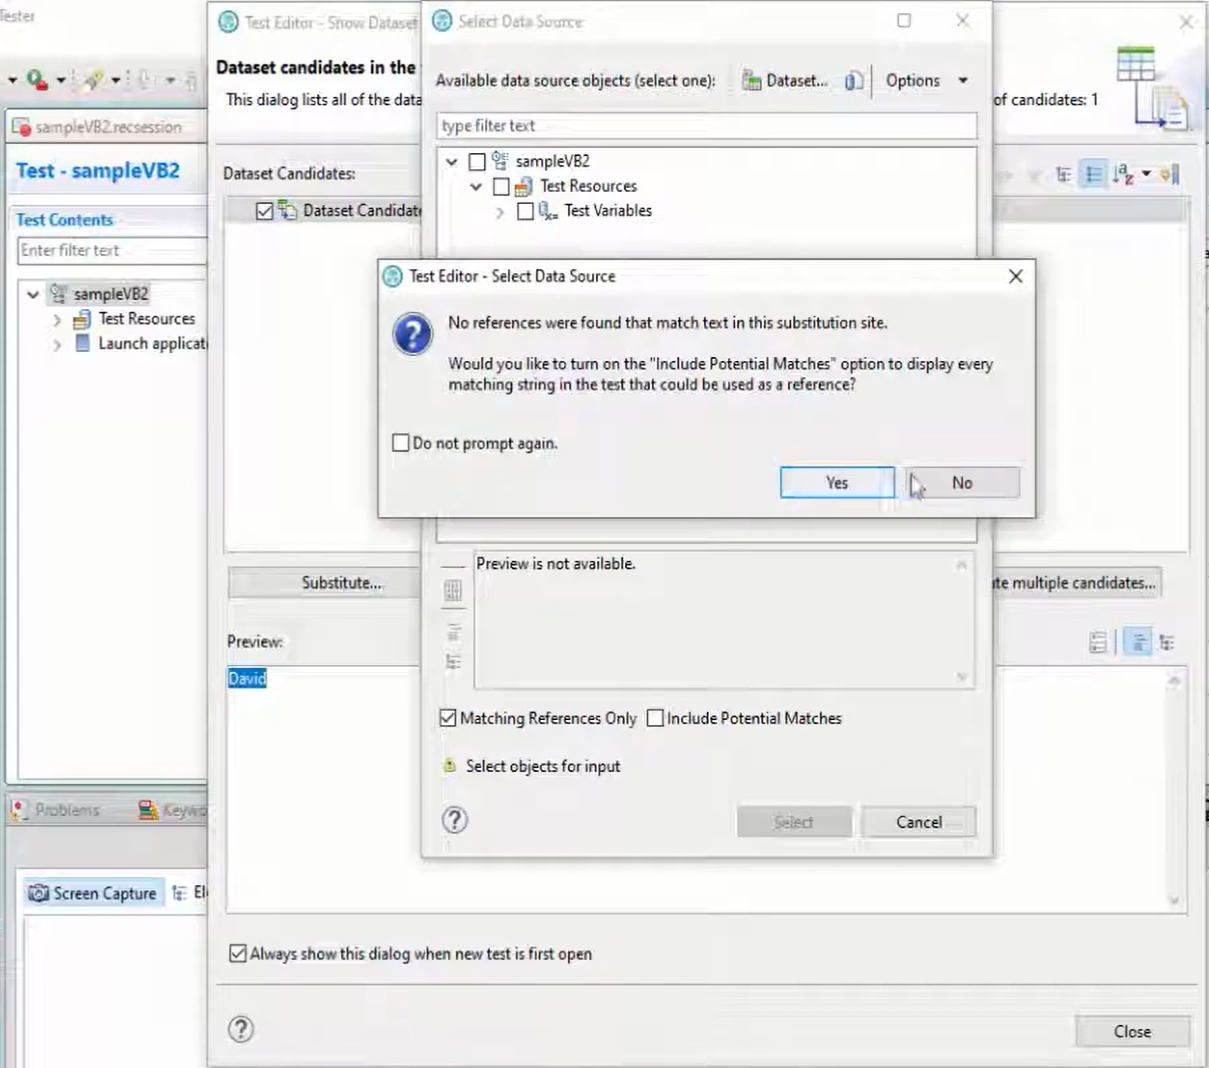 Tester
Test Editor - Show Dataset
Select Data Source
Dataset candidates in the
This dialog lists all of the data
of candidates: 1
Available data source objects (select one):
Dataset...
Options
type filter text
sampleVB2.recsession
Test - sampleVB2
Test Contents
Enter filter text
sampleVB2
Test Resources
Launch applicat
Dataset Candidates:
Dataset Candidat
sampleVB2
Test Resources
Test Variables
Test Editor - Select Data Source
No references were found that match text in this substitution site.
Would you like to turn on the "Include Potential Matches" option to display every
matching string in the test that could be used as a reference?
Do not prompt again.
Yes
No
Substitute...
te multiple candidates...
Preview is not available.
Preview:
David
Matching References Only
Include Potential Matches
Select objects for input
Select
Cancel
Problems
Keywo
Screen Capture
El
Always show this dialog when new test is first open
Close